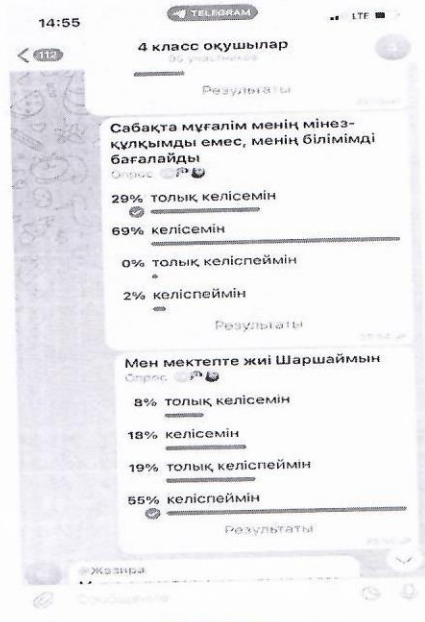 14:55
TELEGRAM
LTE
112
4 класс оқушылар
Результаты
Сабақта мұғалім менің мінез-
құлқымды емес, менің білімімді
бағалайды
Опрос
29% толық келісемін
69% келісемін
0% толық келіспеймін
2% келіспеймін
Результаты
Мен мектепте жиі Шаршаймын
Опрос
8% толық келісемін
18% келісемін
19% толық келісемін
55% келіспеймін
Результаты
Жазира
Сообщение